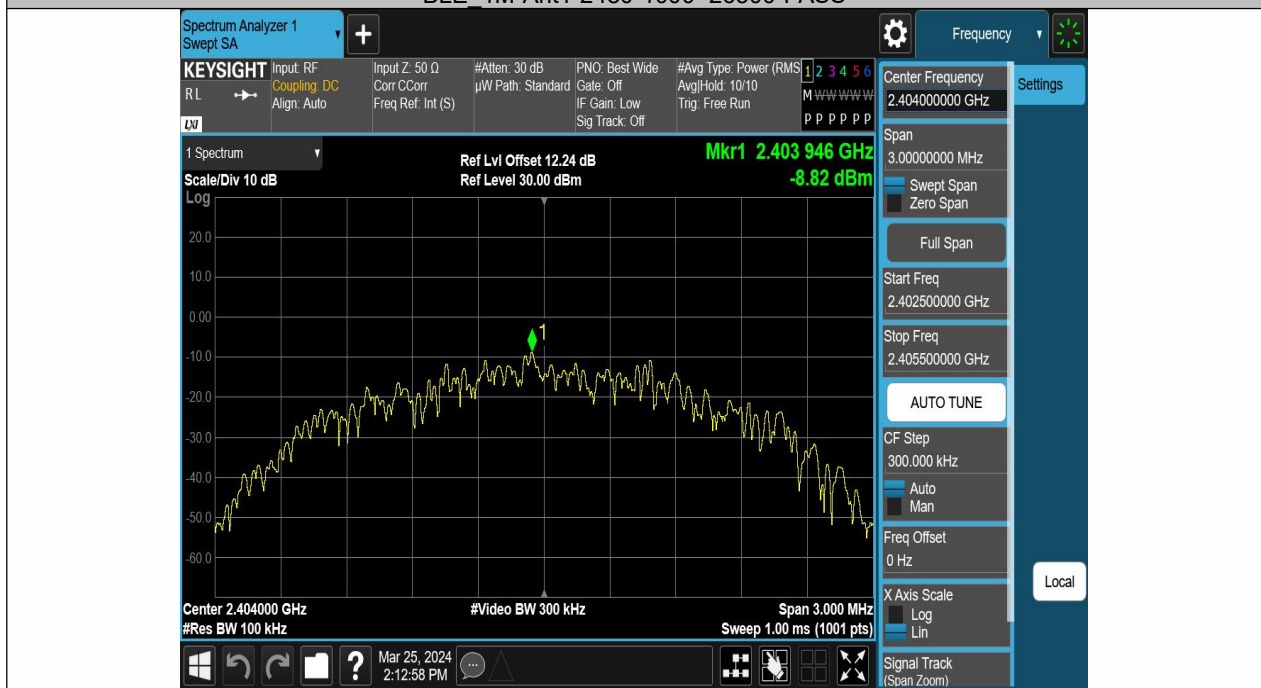 Spectrum Analyzer 1
Swept SA
Frequency
KEYSIGHT
RL
LXI
Input: RF
Coupling: DC
Align: Auto
Input Z: 50 Ω
Corr CCorr
Freq Ref: Int (S)
#Atten: 30 dB
µW Path: Standard
PNO: Best Wide
Gate: Off
IF Gain: Low
Sig Track: Off
#Avg Type: Power (RMS
Avg|Hold: 10/10
Trig: Free Run
1 2 3 4 5 6
M W W W W W
P P P P P P
1 Spectrum
Scale/Div 10 dB
Log
Ref Lvl Offset 12.24 dB
Ref Level 30.00 dBm
Mkr1 2.403 946 GHz
-8.82 dBm
20.0
10.0
0.00
-10.0
-20.0
-30.0
-40.0
-50.0
-60.0
1
Center 2.404000 GHz
#Res BW 100 kHz
#Video BW 300 kHz
Span 3.000 MHz
Sweep 1.00 ms (1001 pts)
Mar 25, 2024
2:12:58 PM
Center Frequency
2.404000000 GHz
Settings
Span
3.00000000 MHz
Swept Span
Zero Span
Full Span
Start Freq
2.402500000 GHz
Stop Freq
2.405500000 GHz
AUTO TUNE
CF Step
300.000 kHz
Auto
Man
Freq Offset
0 Hz
X Axis Scale
Log
Lin
Signal Track
(Span Zoom)
Local